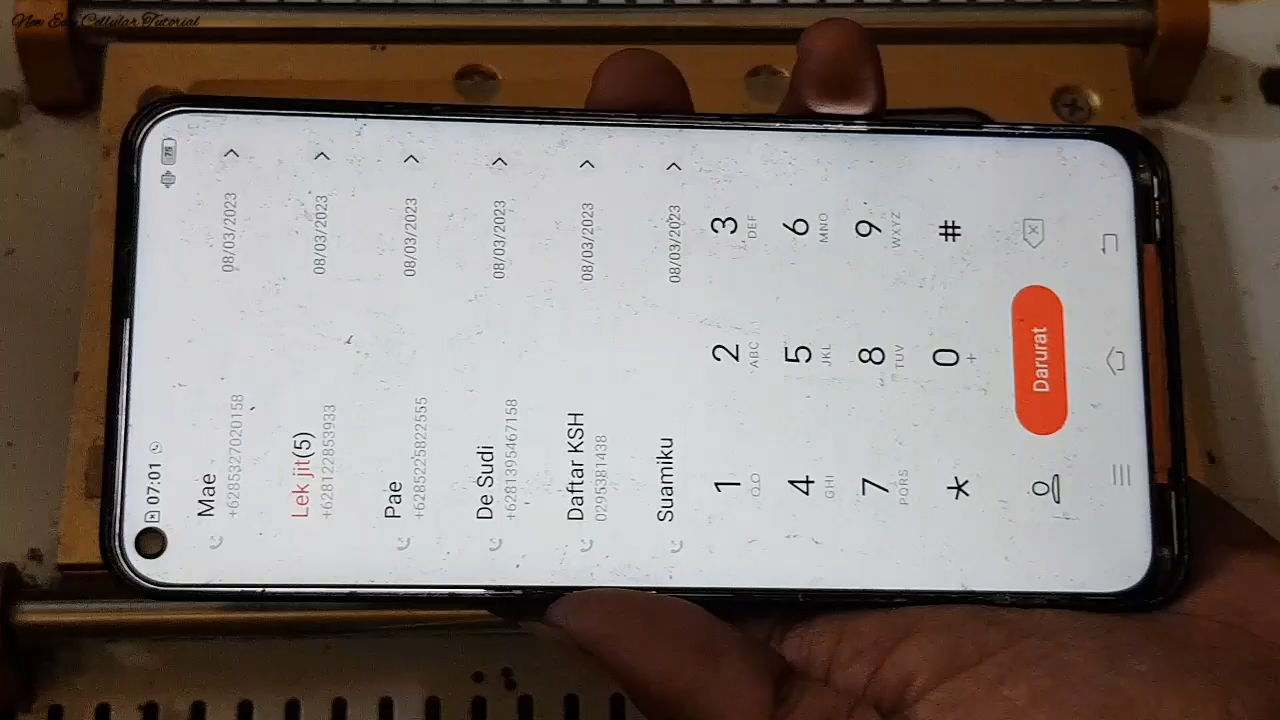 New Era Cellular Tutorial
07:01
78
Mae
+6285327020158
08/03/2023
Lek jit(5)
+628122853933
08/03/2023
Pae
+6285225822555
08/03/2023
De Sudi
+6281395467158
08/03/2023
Daftar KSH
0295381438
08/03/2023
Suamiku
08/03/2023
1 2 3
ABC DEF
4 5 6
GHI JKL MNO
7 8 9
PQRS TUV WXYZ
* 0 #
+
Darurat